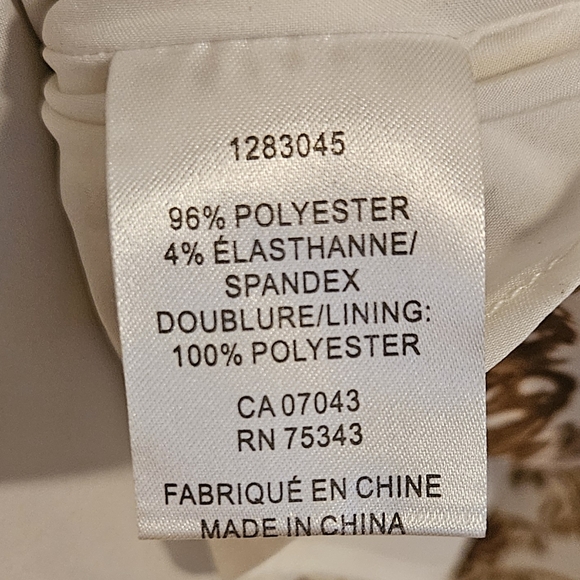 1283045
96% POLYESTER
4% ÉLASTHANNE/
SPANDEX
DOUBLURE/LINING:
100% POLYESTER
CA 07043
RN 75343
FABRIQUÉ EN CHINE
MADE IN CHINA